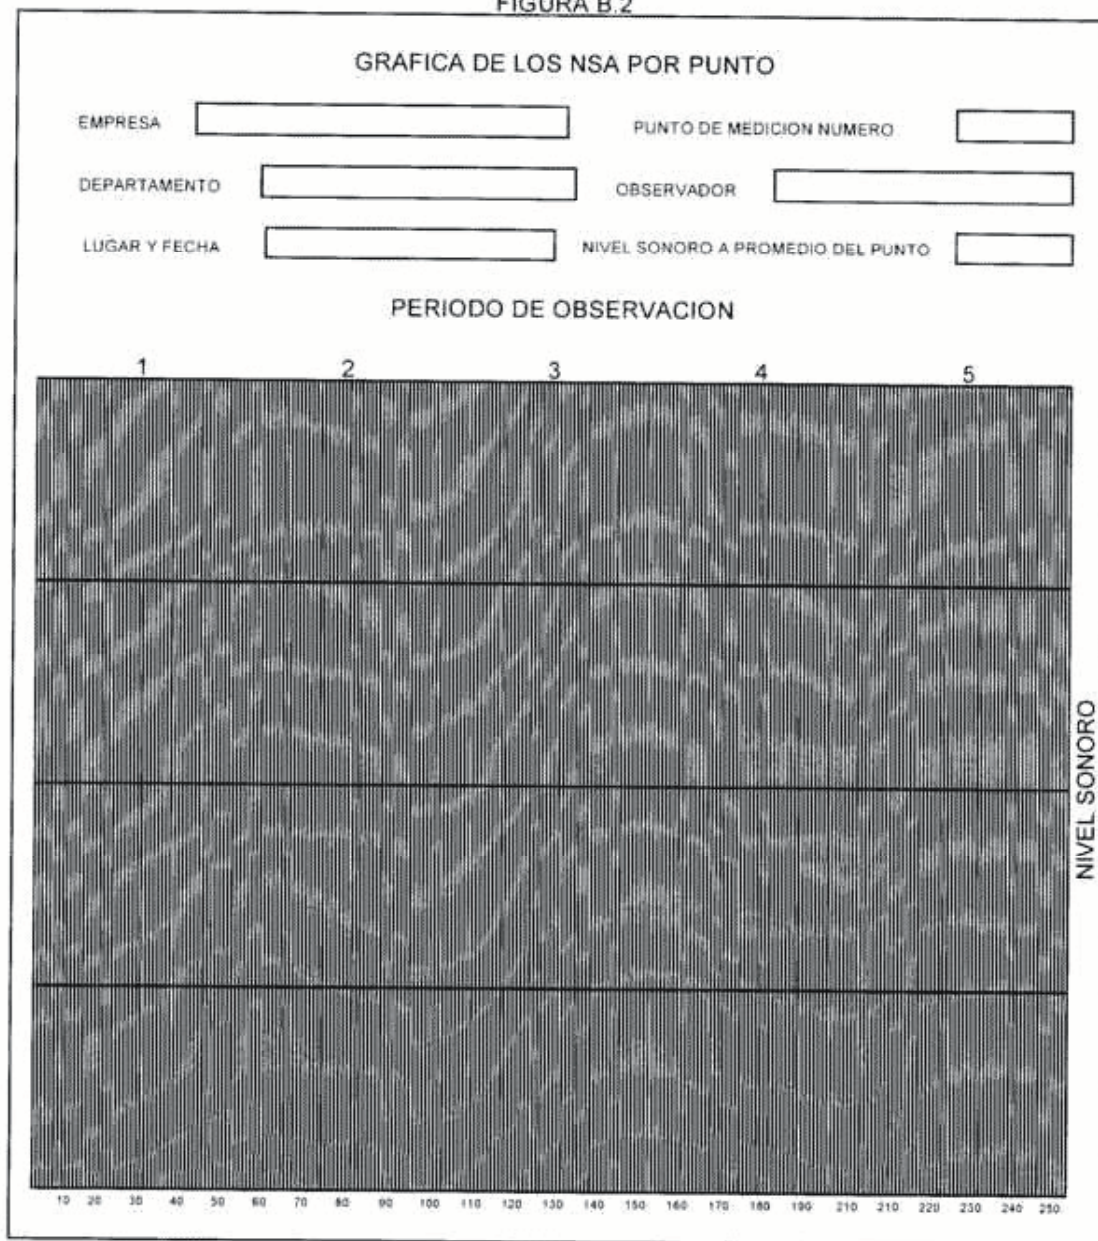 FIGURA B.2
GRAFICA DE LOS NSA POR PUNTO
EMPRESA PUNTO DE MEDICION NUMERO
DEPARTAMENTO OBSERVADOR
LUGAR Y FECHA NIVEL SONORO A PROMEDIO DEL PUNTO
PERIODO DE OBSERVACION
1 2 3 4 5
NIVEL SONORO
10 20 30 40 50 60 70 80 90 100 110 120 130 140 150 160 170 180 190 210 210 220 230 240 250